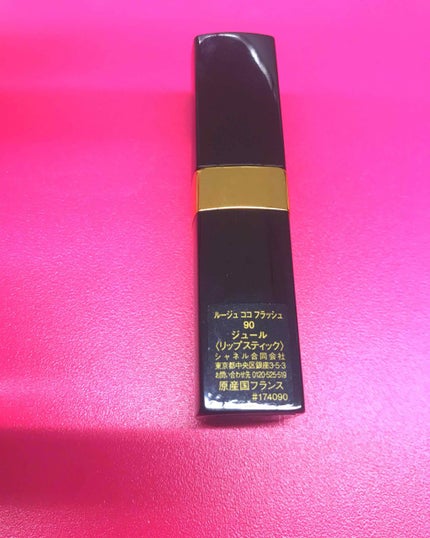 ルージュ ココ フラッシュ
90
ジュール
〈リップスティック〉
シャネル合同会社
東京都中央区銀座3-5-3
お問い合わせ先 0120-525-519
原産国フランス
#174090